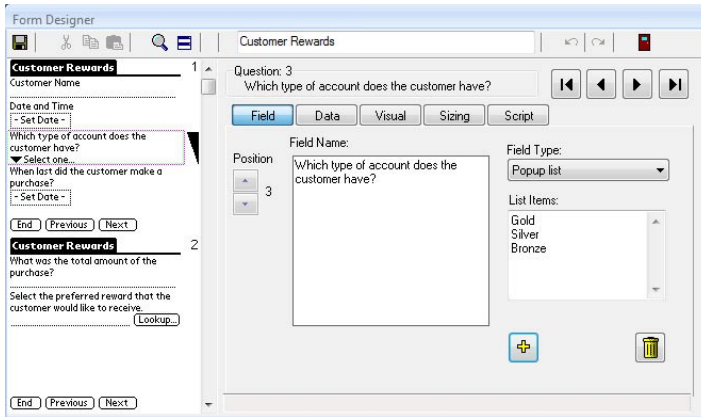 Form Designer
Customer Rewards
Customer Rewards 1
Customer Name
Date and Time
- Set Date -
Which type of account does the
customer have?
Select one...
When last did the customer make a
purchase?
- Set Date -
End Previous Next
Customer Rewards 2
What was the total amount of the
purchase?
Select the preferred reward that the
customer would like to receive.
Lookup...
End Previous Next
Question: 3
Which type of account does the customer have?
Field Data Visual Sizing Script
Position
3
Field Name:
Which type of account does the
customer have?
Field Type:
Popup list
List Items:
Gold
Silver
Bronze